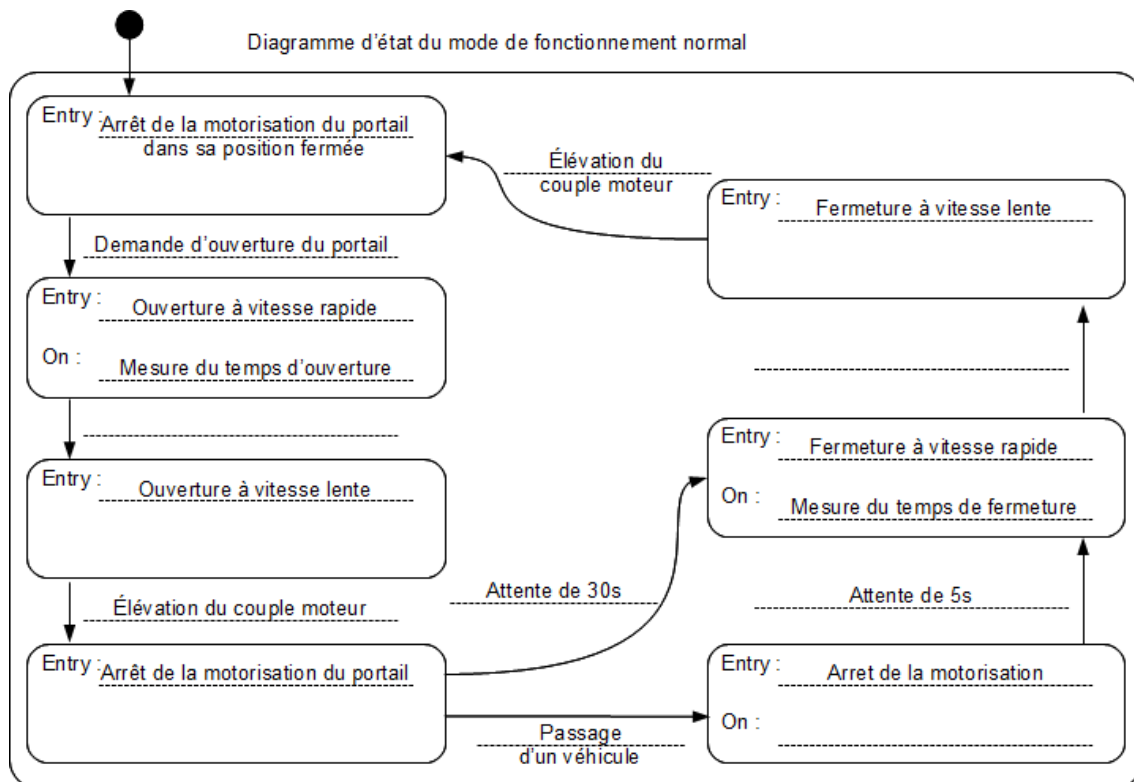 Diagramme d'état du mode de fonctionnement normal
Entry : Arrêt de la motorisation du portail
dans sa position fermée
Demande d'ouverture du portail
Entry : Ouverture à vitesse rapide
On : Mesure du temps d'ouverture
Entry : Ouverture à vitesse lente
Élévation du couple moteur
Entry : Arrêt de la motorisation du portail
Élévation du
couple moteur
Entry : Fermeture à vitesse lente
Entry : Fermeture à vitesse rapide
On : Mesure du temps de fermeture
Attente de 30s
Attente de 5s
Entry : Arret de la motorisation
On :
Passage
d'un véhicule